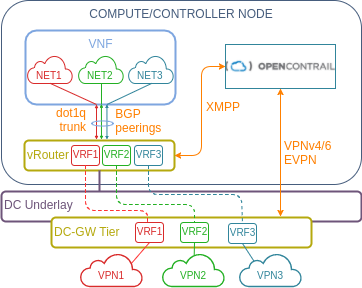 COMPUTE/CONTROLLER NODE
VNF
NET1 NET2 NET3
OPENCONTRAIL
dot1q
trunk
BGP
peerings
XMPP
VPNv4/6
EVPN
vRouter VRF1 VRF2 VRF3
DC Underlay
DC-GW Tier VRF1 VRF2 VRF3
VPN1 VPN2 VPN3